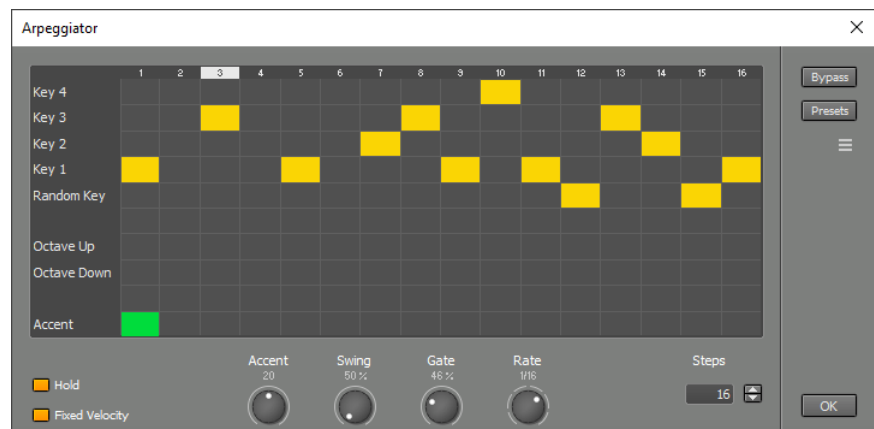 Arpeggiator
1 2 3 4 5 6 7 8 9 10 11 12 13 14 15 16
Key 4
Key 3
Key 2
Key 1
Random Key
Octave Up
Octave Down
Accent
Bypass
Presets
Hold
Fixed Velocity
Accent Swing Gate Rate Steps
20 50 % 46 % 1/16
16
OK